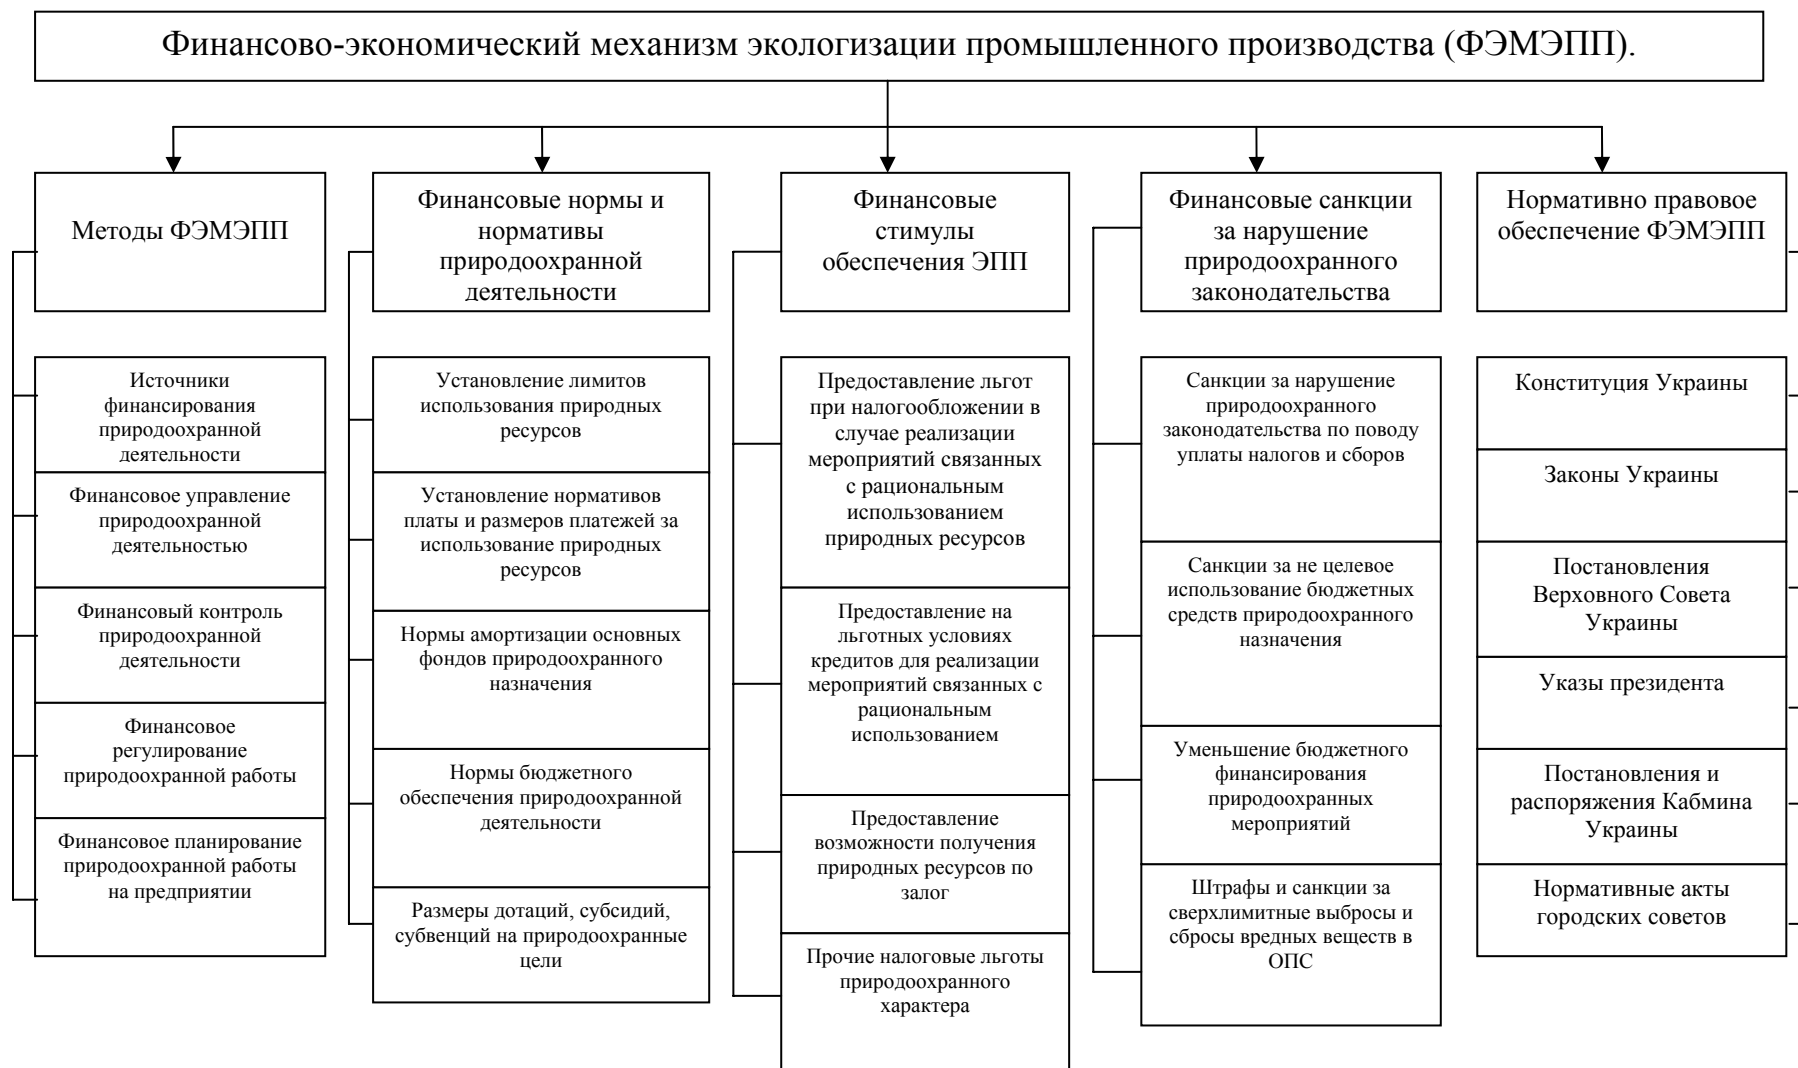 Финансово-экономический механизм экологизации промышленного производства (ФЭМЭПП).
Методы ФЭМЭПП
Финансовые нормы и
нормативы
природоохранной
деятельности
Финансовые
стимулы
обеспечения ЭПП
Финансовые санкции
за нарушение
природоохранного
законодательства
Нормативно правовое
обеспечение ФЭМЭПП
Источники
финансирования
природоохранной
деятельности
Финансовое управление
природоохранной
деятельностью
Финансовый контроль
природоохранной
деятельности
Финансовое
регулирование
природоохранной работы
Финансовое планирование
природоохранной работы
на предприятии
Установление лимитов
использования природных
ресурсов
Установление нормативов
платы и размеров платежей за
использование природных
ресурсов
Нормы амортизации основных
фондов природоохранного
назначения
Нормы бюджетного
обеспечения природоохранной
деятельности
Размеры дотаций, субсидий,
субвенций на природоохранные
цели
Предоставление льгот
при налогообложении в
случае реализации
мероприятий связанных
с рациональным
использованием
природных ресурсов
Предоставление на
льготных условиях
кредитов для реализации
мероприятий связанных с
рациональным
использованием
Предоставление
возможности получения
природных ресурсов по
залог
Прочие налоговые льготы
природоохранного
характера
Санкции за нарушение
природоохранного
законодательства по поводу
уплаты налогов и сборов
Санкции за не целевое
использование бюджетных
средств природоохранного
назначения
Уменьшение бюджетного
финансирования
природоохранных
мероприятий
Штрафы и санкции за
сверхлимитные выбросы и
сбросы вредных веществ в
ОПС
Конституция Украины
Законы Украины
Постановления
Верховного Совета
Украины
Указы президента
Постановления и
распоряжения Кабмина
Украины
Нормативные акты
городских советов